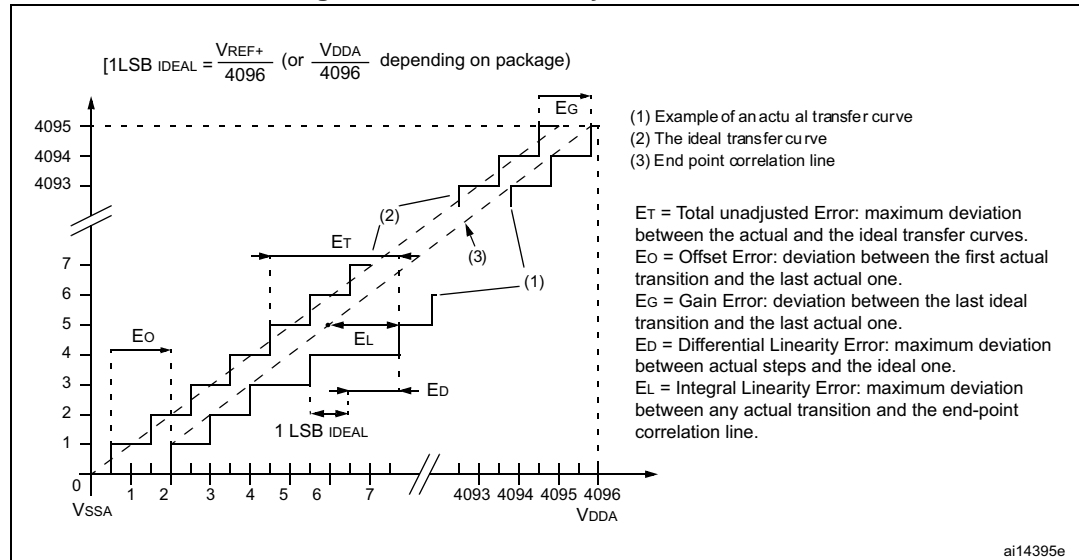 [1LSB IDEAL = VREF+ / 4096 (or VDDA / 4096 depending on package)
EG
(1) Example of an actu al transfer curve
(2) The ideal transfer curve
(3) End point correlation line
4095
4094
4093
(2)
ET = Total unadjusted Error: maximum deviation
between the actual and the ideal transfer curves.
EO = Offset Error: deviation between the first actual
transition and the last actual one.
EG = Gain Error: deviation between the last ideal
transition and the last actual one.
ED = Differential Linearity Error: maximum deviation
between actual steps and the ideal one.
EL = Integral Linearity Error: maximum deviation
between any actual transition and the end-point
correlation line.
ET
(3)
(1)
7
6
5
4
3
2
1
0
EO
EL
ED
1 LSB IDEAL
1 2 3 4 5 6 7 4093 4094 4095 4096
VSSA
VDDA
ai14395e